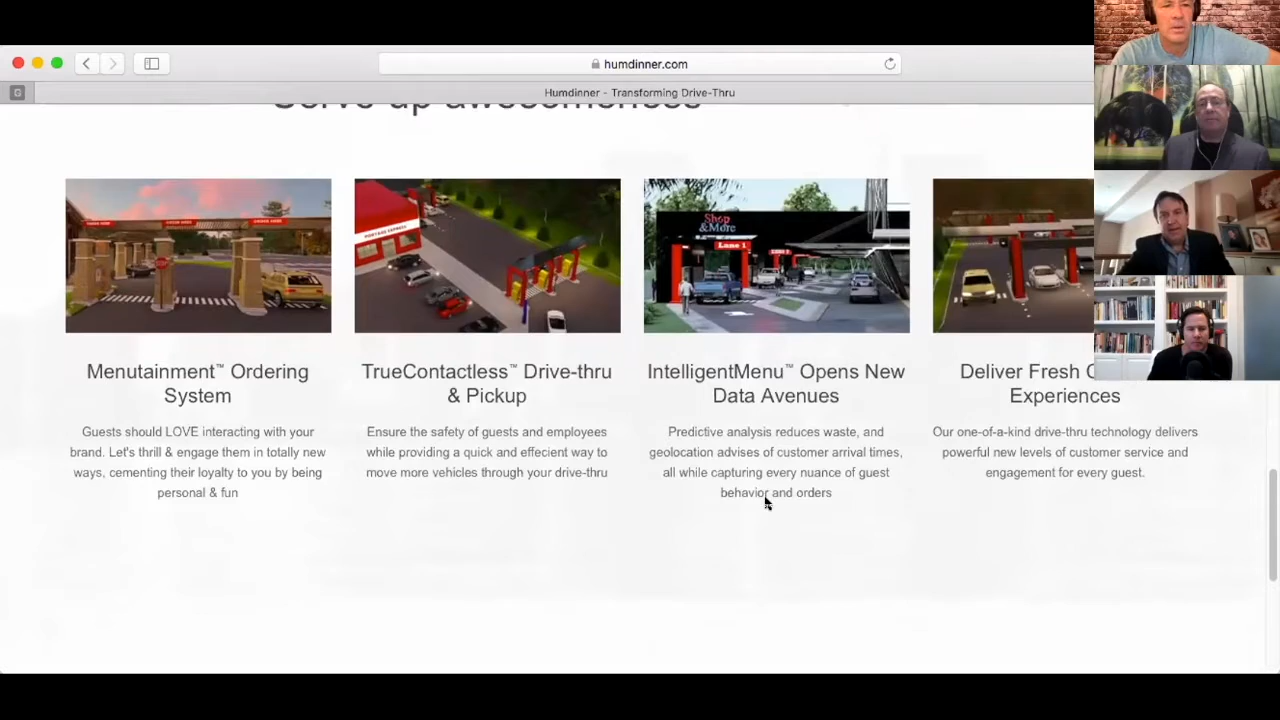 humdinner.com
G
Humdinner - Transforming Drive-Thru
Serve up awesomeness
Shop
&More
Lane 1
Menutainment™ Ordering
System
Guests should LOVE interacting with your
brand. Let's thrill & engage them in totally new
ways, cementing their loyalty to you by being
personal & fun
TrueContactless™ Drive-thru
& Pickup
Ensure the safety of guests and employees
while providing a quick and effecient way to
move more vehicles through your drive-thru
IntelligentMenu™ Opens New
Data Avenues
Predictive analysis reduces waste, and
geolocation advises of customer arrival times,
all while capturing every nuance of guest
behavior and orders
Deliver Fresh
Experiences
Our one-of-a-kind drive-thru technology delivers
powerful new levels of customer service and
engagement for every guest.